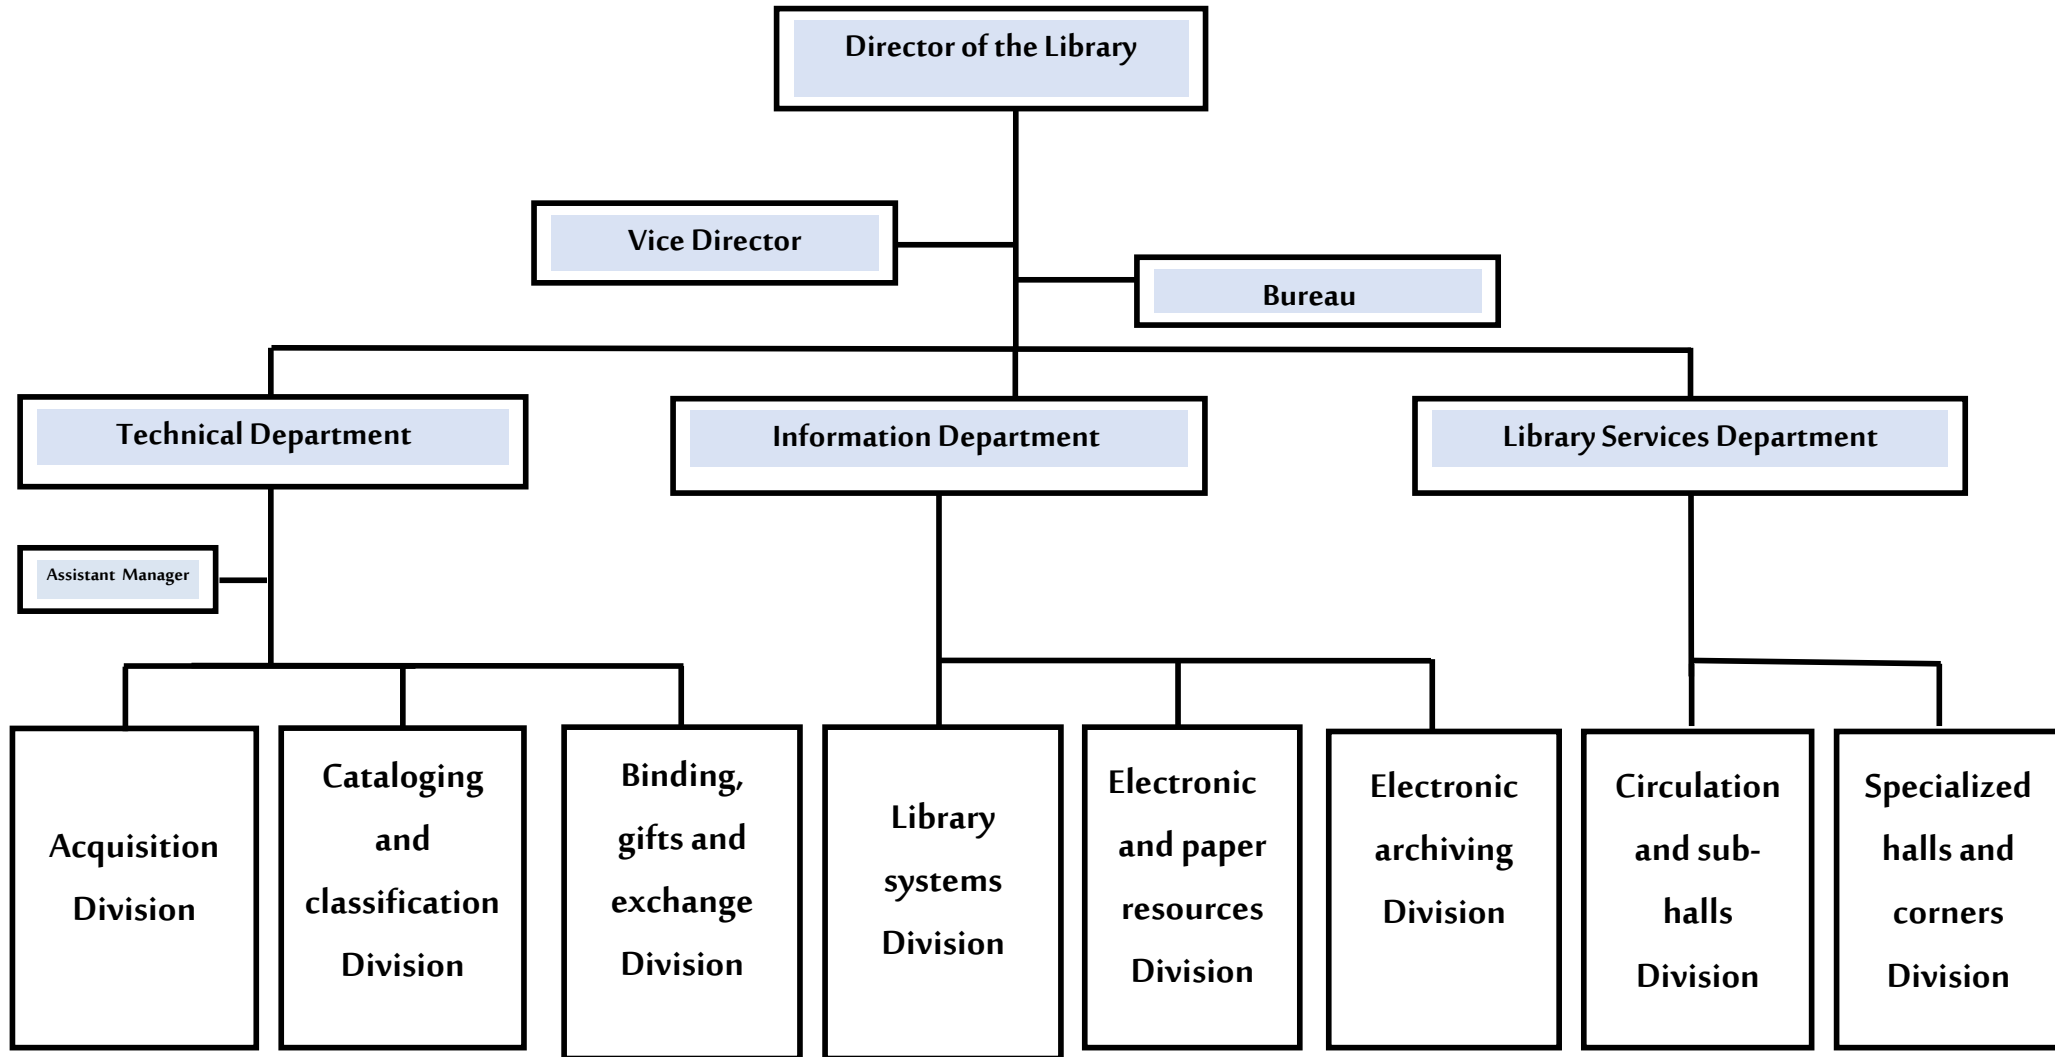 Director of the Library
Vice Director
Bureau
Technical Department
Information Department
Library Services Department
Assistant Manager
Acquisition
Division
Cataloging
and
classification
Division
Binding,
gifts and
exchange
Division
Library
systems
Division
Electronic
and paper
resources
Division
Electronic
archiving
Division
Circulation
and sub-
halls
Division
Specialized
halls and
corners
Division